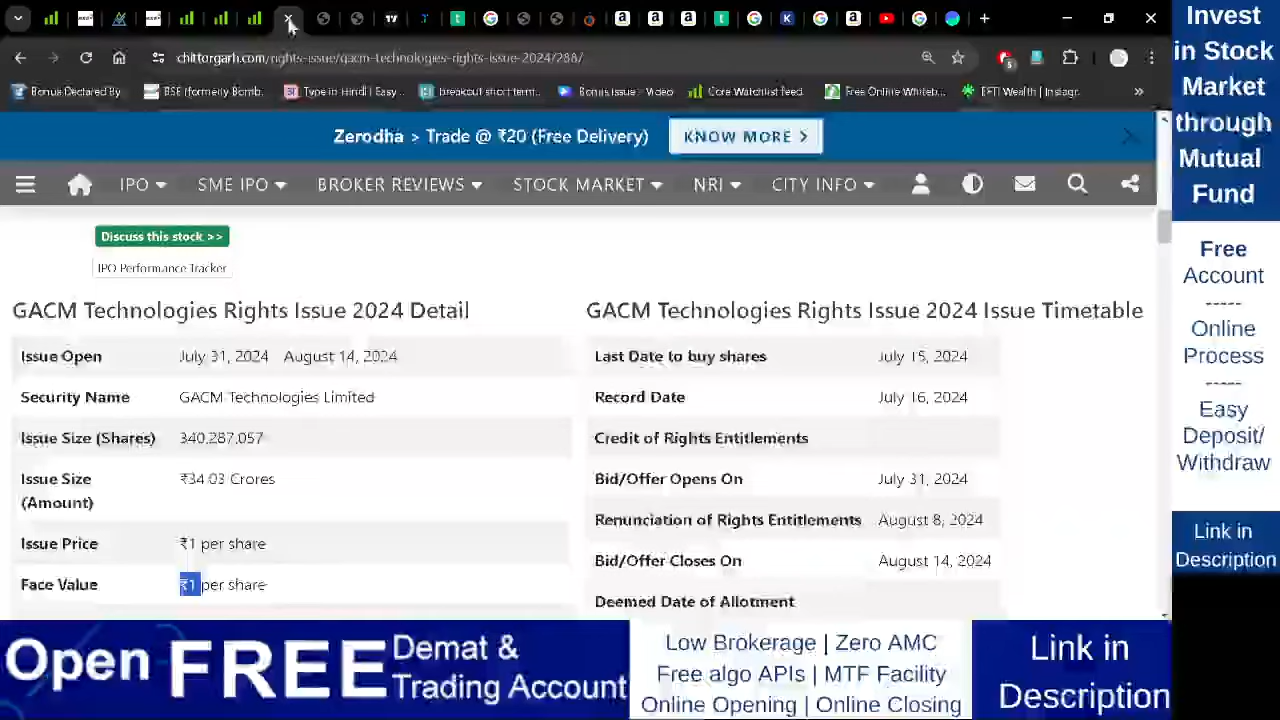 chittorgarh.com/rights-issue/gacm-technologies-rights-issue-2024/288/
Bonus Declared By
BSE (formerly Bomb...
Type in Hindi | Easy...
breakout short term...
Bonus Issue - Video
Core Watchlist Feed
Free Online Whiteb...
EFTI Wealth | Instagr...
»
Zerodha > Trade @ ₹20 (Free Delivery)
KNOW MORE >
IPO
SME IPO
BROKER REVIEWS
STOCK MARKET
NRI
CITY INFO
Discuss this stock >>
IPO Performance Tracker
GACM Technologies Rights Issue 2024 Detail
Issue Open July 31, 2024 August 14, 2024
Security Name GACM Technologies Limited
Issue Size (Shares) 340,287,057
Issue Size ₹34.03 Crores
(Amount)
Issue Price ₹1 per share
Face Value ₹1 per share
GACM Technologies Rights Issue 2024 Issue Timetable
Last Date to buy shares July 15, 2024
Record Date July 16, 2024
Credit of Rights Entitlements
Bid/Offer Opens On July 31, 2024
Renunciation of Rights Entitlements August 8, 2024
Bid/Offer Closes On August 14, 2024
Deemed Date of Allotment
Invest
in Stock
Market
through
Mutual
Fund
Free
Account
-----
Online
Process
-----
Easy
Deposit/
Withdraw
Link in
Description
Open FREE
Demat &
Trading Account
Low Brokerage | Zero AMC
Free algo APIs | MTF Facility
Online Opening | Online Closing
Link in
Description